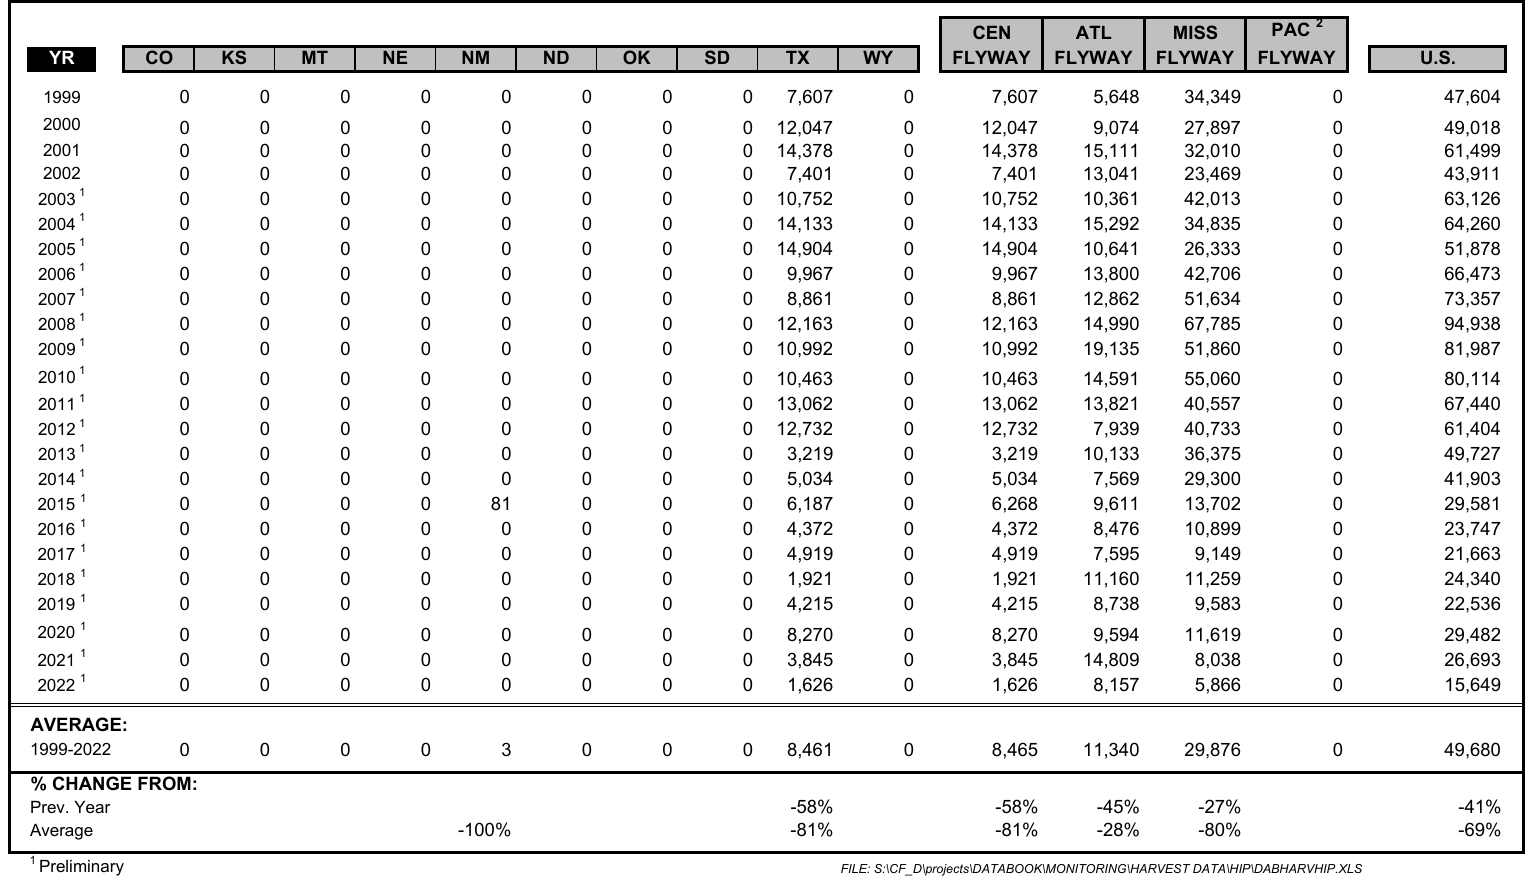 CEN ATL MISS PAC 2
YR CO KS MT NE NM ND OK SD TX WY FLYWAY FLYWAY FLYWAY FLYWAY U.S.
1999 0 0 0 0 0 0 0 0 7,607 0 7,607 5,648 34,349 0 47,604
2000 0 0 0 0 0 0 0 0 12,047 0 12,047 9,074 27,897 0 49,018
2001 0 0 0 0 0 0 0 0 14,378 0 14,378 15,111 32,010 0 61,499
2002 0 0 0 0 0 0 0 0 7,401 0 7,401 13,041 23,469 0 43,911
2003 1 0 0 0 0 0 0 0 0 10,752 0 10,752 10,361 42,013 0 63,126
2004 1 0 0 0 0 0 0 0 0 14,133 0 14,133 15,292 34,835 0 64,260
2005 1 0 0 0 0 0 0 0 0 14,904 0 14,904 10,641 26,333 0 51,878
2006 1 0 0 0 0 0 0 0 0 9,967 0 9,967 13,800 42,706 0 66,473
2007 1 0 0 0 0 0 0 0 0 8,861 0 8,861 12,862 51,634 0 73,357
2008 1 0 0 0 0 0 0 0 0 12,163 0 12,163 14,990 67,785 0 94,938
2009 1 0 0 0 0 0 0 0 0 10,992 0 10,992 19,135 51,860 0 81,987
2010 1 0 0 0 0 0 0 0 0 10,463 0 10,463 14,591 55,060 0 80,114
2011 1 0 0 0 0 0 0 0 0 13,062 0 13,062 13,821 40,557 0 67,440
2012 1 0 0 0 0 0 0 0 0 12,732 0 12,732 7,939 40,733 0 61,404
2013 1 0 0 0 0 0 0 0 0 3,219 0 3,219 10,133 36,375 0 49,727
2014 1 0 0 0 0 0 0 0 0 5,034 0 5,034 7,569 29,300 0 41,903
2015 1 0 0 0 0 81 0 0 0 6,187 0 6,268 9,611 13,702 0 29,581
2016 1 0 0 0 0 0 0 0 0 4,372 0 4,372 8,476 10,899 0 23,747
2017 1 0 0 0 0 0 0 0 0 4,919 0 4,919 7,595 9,149 0 21,663
2018 1 0 0 0 0 0 0 0 0 1,921 0 1,921 11,160 11,259 0 24,340
2019 1 0 0 0 0 0 0 0 0 4,215 0 4,215 8,738 9,583 0 22,536
2020 1 0 0 0 0 0 0 0 0 8,270 0 8,270 9,594 11,619 0 29,482
2021 1 0 0 0 0 0 0 0 0 3,845 0 3,845 14,809 8,038 0 26,693
2022 1 0 0 0 0 0 0 0 0 1,626 0 1,626 8,157 5,866 0 15,649
AVERAGE:
1999-2022 0 0 0 0 3 0 0 0 8,461 0 8,465 11,340 29,876 0 49,680
% CHANGE FROM:
Prev. Year -58% -58% -45% -27% -41%
Average -100% -81% -81% -28% -80% -69%
1 Preliminary FILE: S:\CF_D\projects\DATABOOK\MONITORING\HARVEST DATA\HIP\DABHARVHIP.XLS